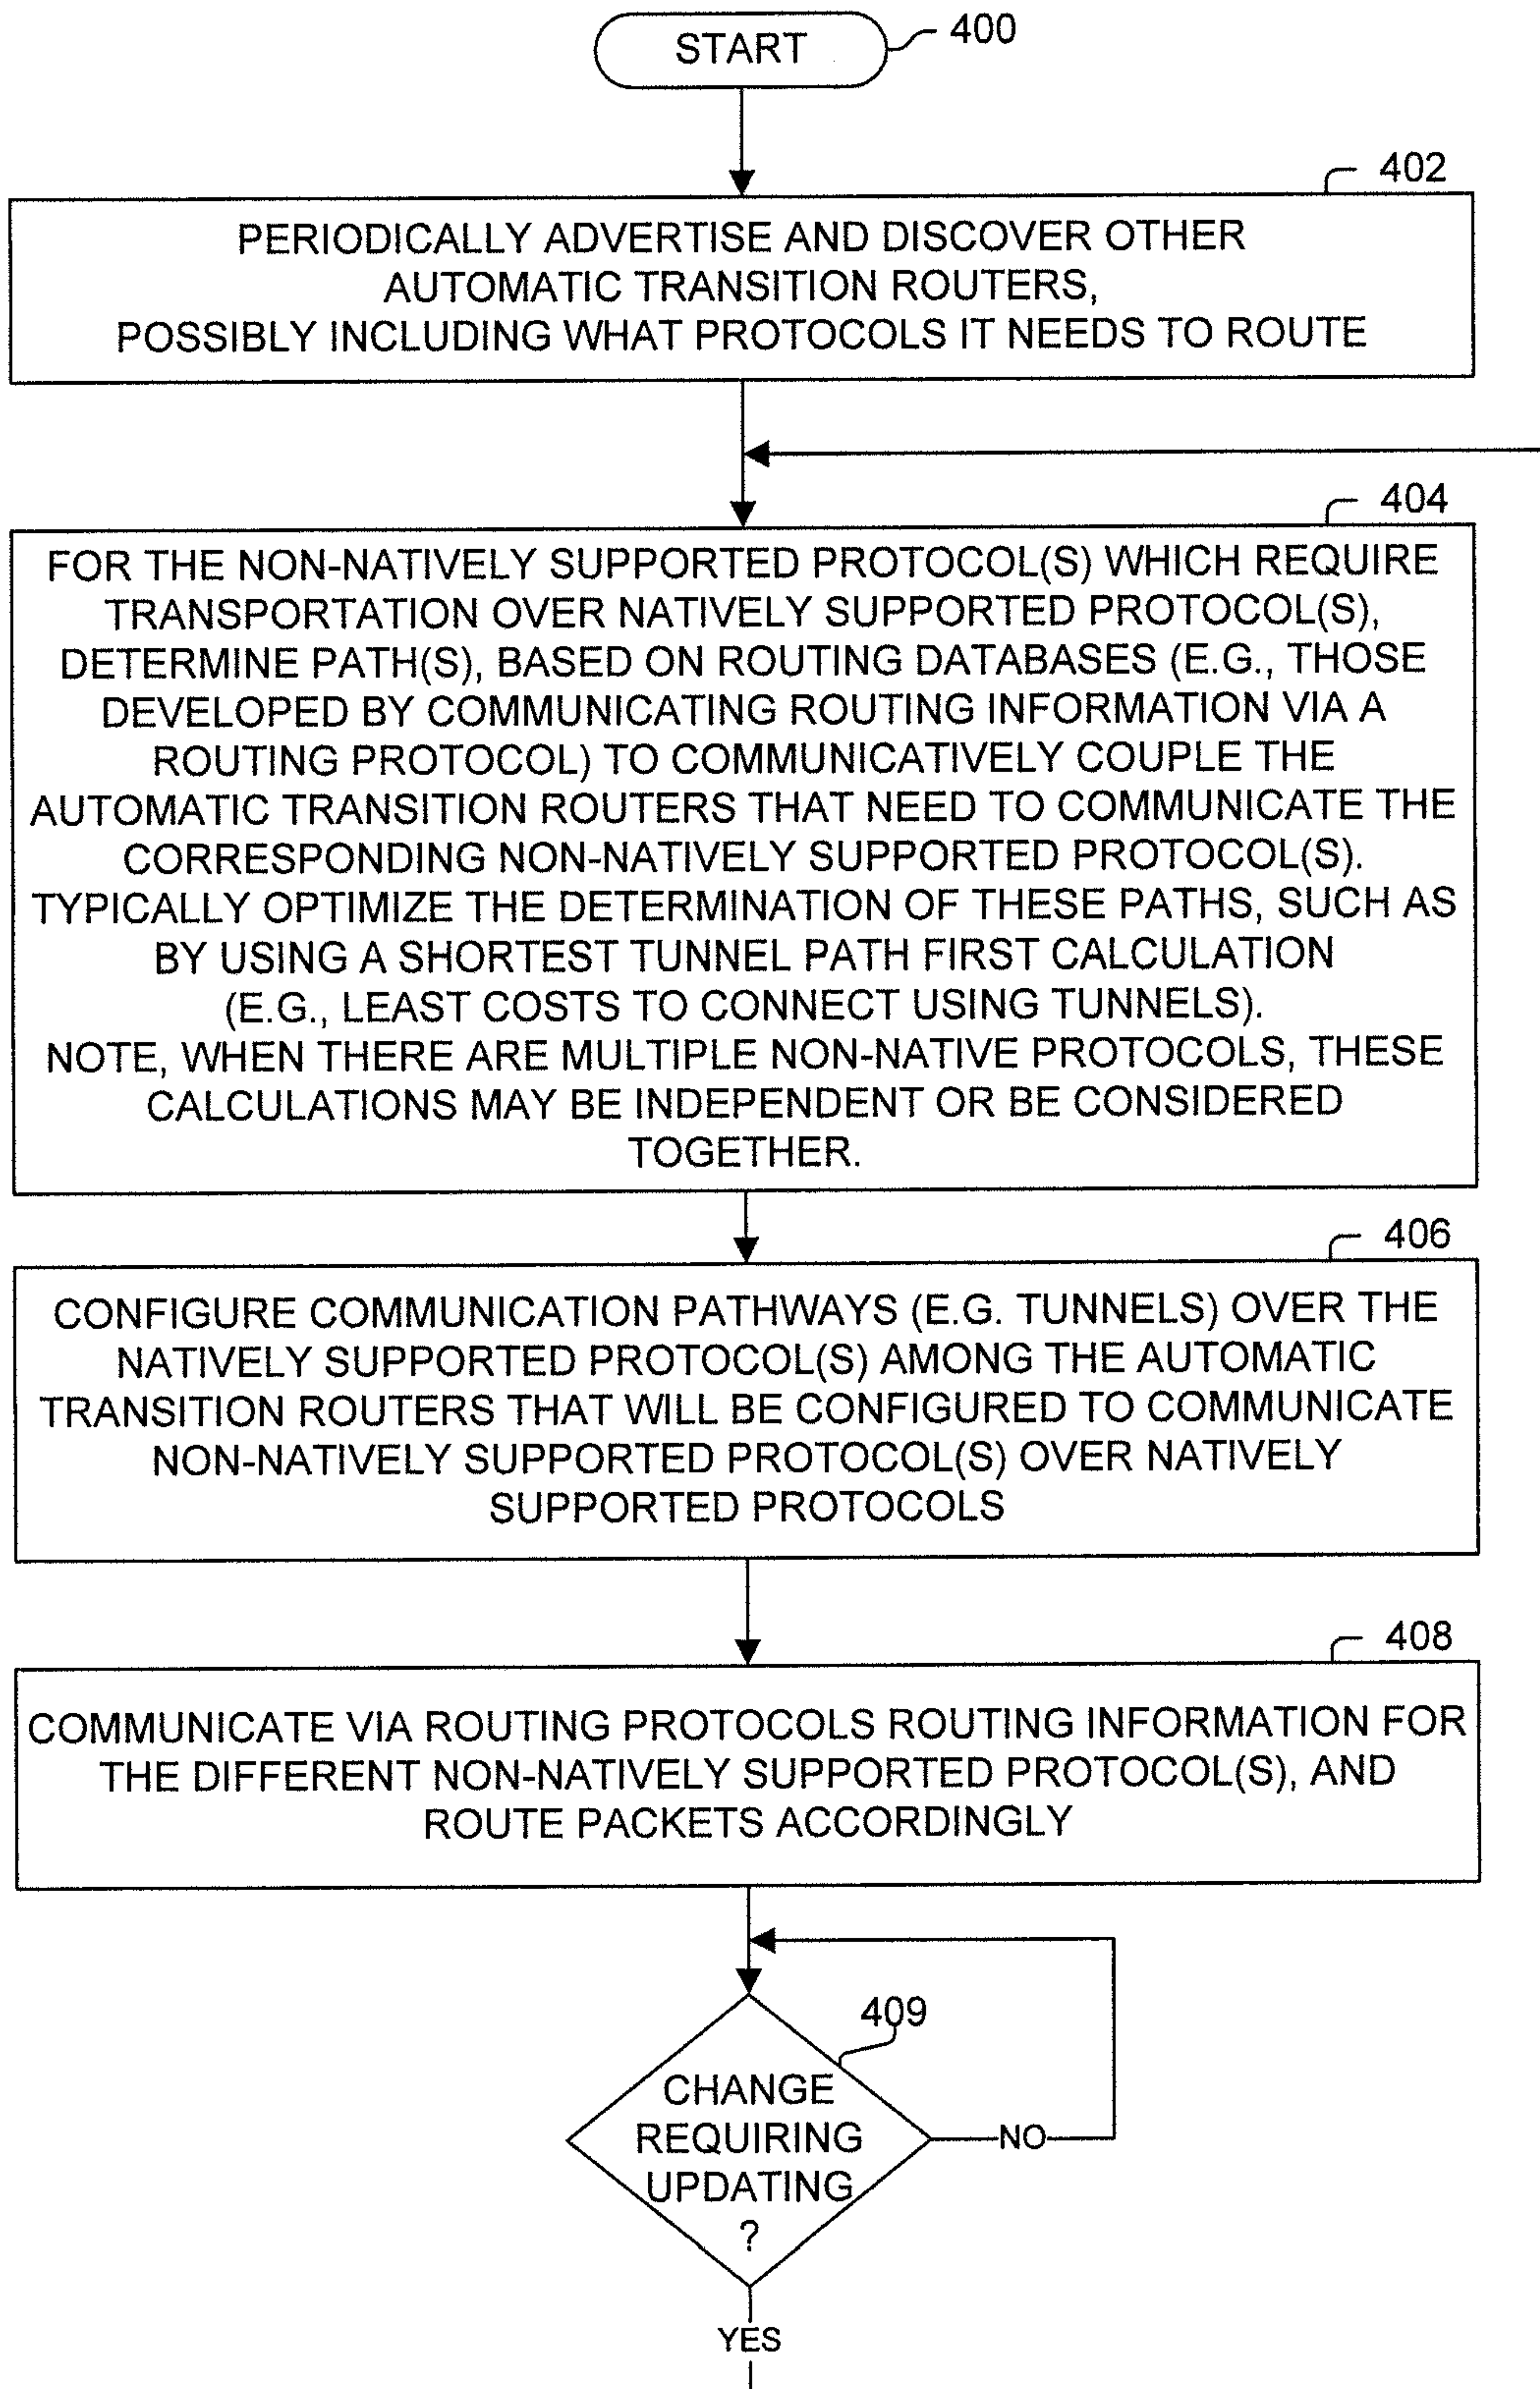 START
400
402
PERIODICALLY ADVERTISE AND DISCOVER OTHER
AUTOMATIC TRANSITION ROUTERS,
POSSIBLY INCLUDING WHAT PROTOCOLS IT NEEDS TO ROUTE
404
FOR THE NON-NATIVELY SUPPORTED PROTOCOL(S) WHICH REQUIRE
TRANSPORTATION OVER NATIVELY SUPPORTED PROTOCOL(S),
DETERMINE PATH(S), BASED ON ROUTING DATABASES (E.G., THOSE
DEVELOPED BY COMMUNICATING ROUTING INFORMATION VIA A
ROUTING PROTOCOL) TO COMMUNICATIVELY COUPLE THE
AUTOMATIC TRANSITION ROUTERS THAT NEED TO COMMUNICATE THE
CORRESPONDING NON-NATIVELY SUPPORTED PROTOCOL(S).
TYPICALLY OPTIMIZE THE DETERMINATION OF THESE PATHS, SUCH AS
BY USING A SHORTEST TUNNEL PATH FIRST CALCULATION
(E.G., LEAST COSTS TO CONNECT USING TUNNELS).
NOTE, WHEN THERE ARE MULTIPLE NON-NATIVE PROTOCOLS, THESE
CALCULATIONS MAY BE INDEPENDENT OR BE CONSIDERED
TOGETHER.
406
CONFIGURE COMMUNICATION PATHWAYS (E.G. TUNNELS) OVER THE
NATIVELY SUPPORTED PROTOCOL(S) AMONG THE AUTOMATIC
TRANSITION ROUTERS THAT WILL BE CONFIGURED TO COMMUNICATE
NON-NATIVELY SUPPORTED PROTOCOL(S) OVER NATIVELY
SUPPORTED PROTOCOLS
408
COMMUNICATE VIA ROUTING PROTOCOLS ROUTING INFORMATION FOR
THE DIFFERENT NON-NATIVELY SUPPORTED PROTOCOL(S), AND
ROUTE PACKETS ACCORDINGLY
409
CHANGE
REQUIRING
UPDATING
?
NO
YES